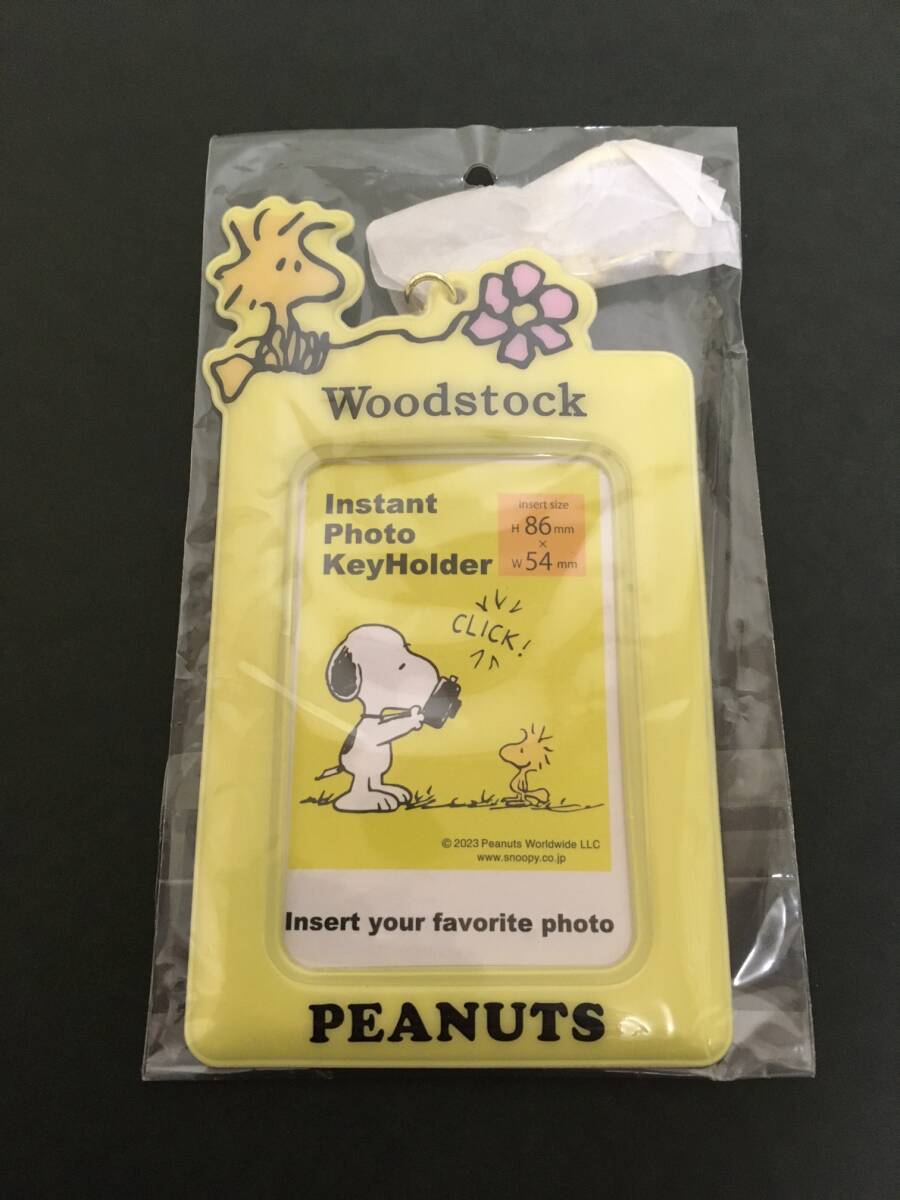 Woodstock
Instant
Photo
KeyHolder
insert size
H 86 mm
×
W 54 mm
CLICK!
© 2023 Peanuts Worldwide LLC
www.snoopy.co.jp
Insert your favorite photo
PEANUTS